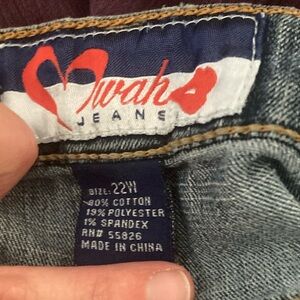 Mwah
JEANS
SIZE: 22W
80% COTTON
19% POLYESTER
1% SPANDEX
RN# 55826
MADE IN CHINA